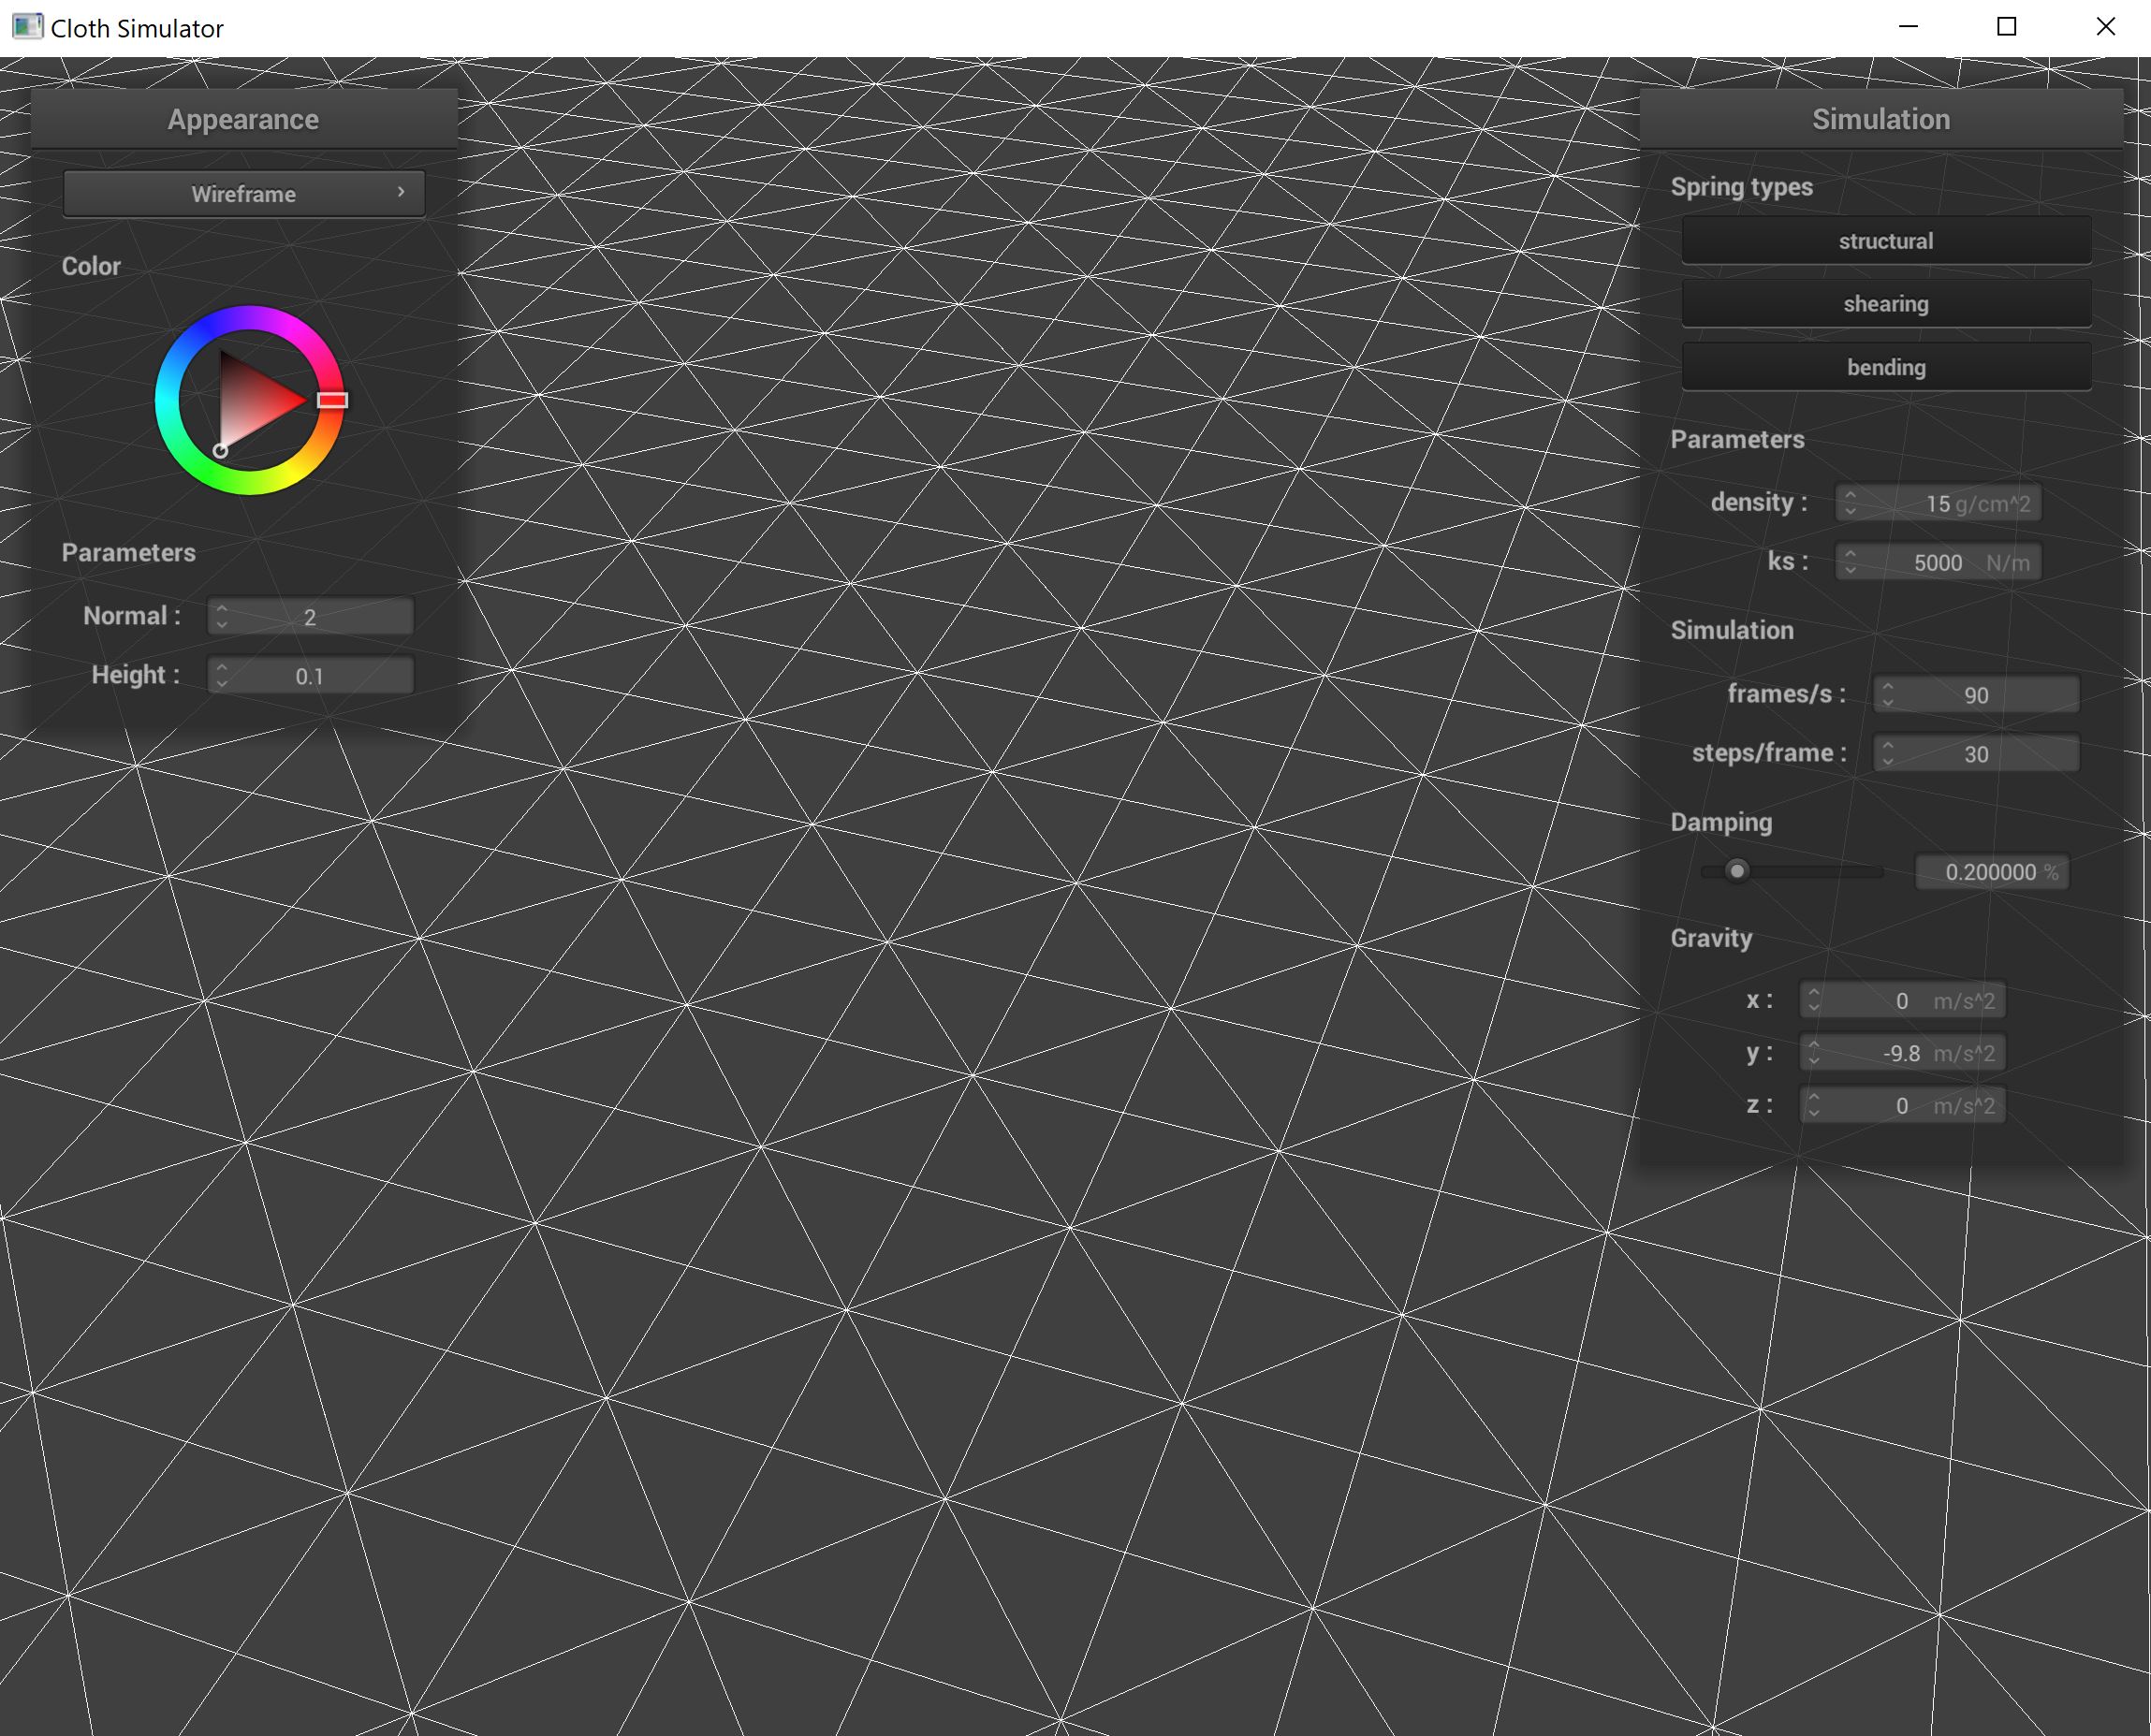 Cloth Simulator
Appearance
Wireframe
Color
Parameters
Normal : 2
Height : 0.1
Simulation
Spring types
structural
shearing
bending
Parameters
density : 15 g/cm^2
ks : 5000 N/m
Simulation
frames/s : 90
steps/frame : 30
Damping
0.200000 %
Gravity
x : 0 m/s^2
y : -9.8 m/s^2
z : 0 m/s^2